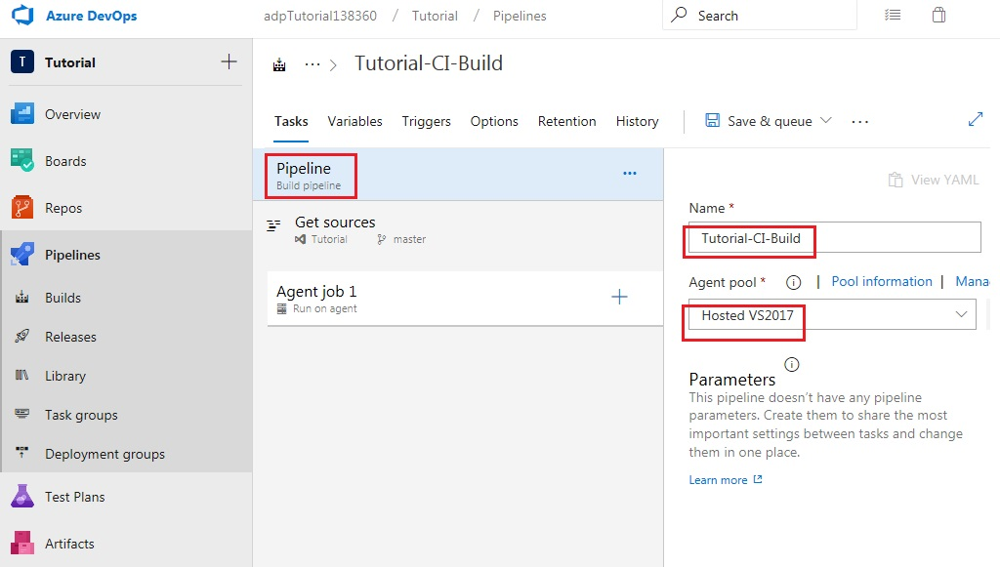 Azure DevOps
adpTutorial138360 / Tutorial / Pipelines
Search
T Tutorial
Overview
Boards
Repos
Pipelines
Builds
Releases
Library
Task groups
Deployment groups
Test Plans
Artifacts
··· > Tutorial-CI-Build
Tasks Variables Triggers Options Retention History Save & queue ···
Pipeline
Build pipeline
Get sources
Tutorial master
Agent job 1
Run on agent
View YAML
Name *
Tutorial-CI-Build
Agent pool * | Pool information | Mana
Hosted VS2017
Parameters
This pipeline doesn't have any pipeline
parameters. Create them to share the most
important settings between tasks and change
them in one place.
Learn more